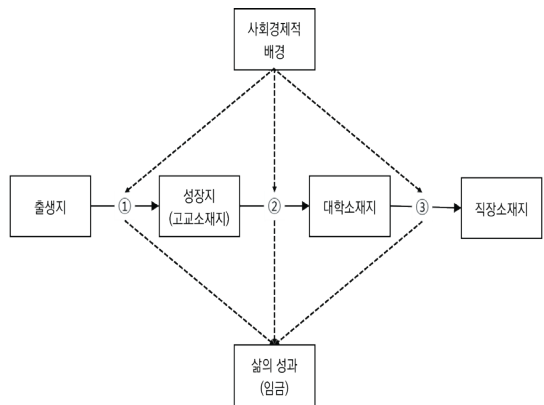 사회경제적
배경
출생지
①
성장지
(고교소재지)
②
대학소재지
③
직장소재지
삶의 성과
(임금)